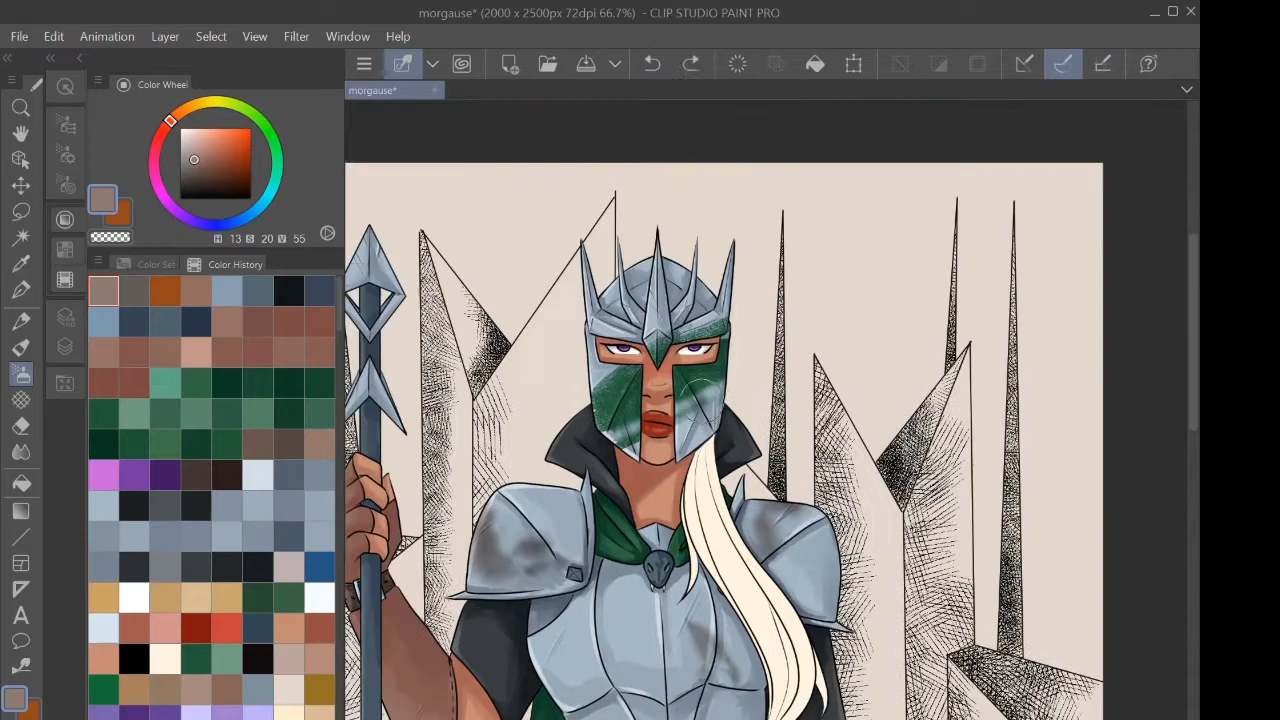 morgause* (2000 x 2500px 72dpi 66.7%) - CLIP STUDIO PAINT PRO
File Edit Animation Layer Select View Filter Window Help
Color Wheel
morgause*
H 13 S 20 V 55
Color Set Color History